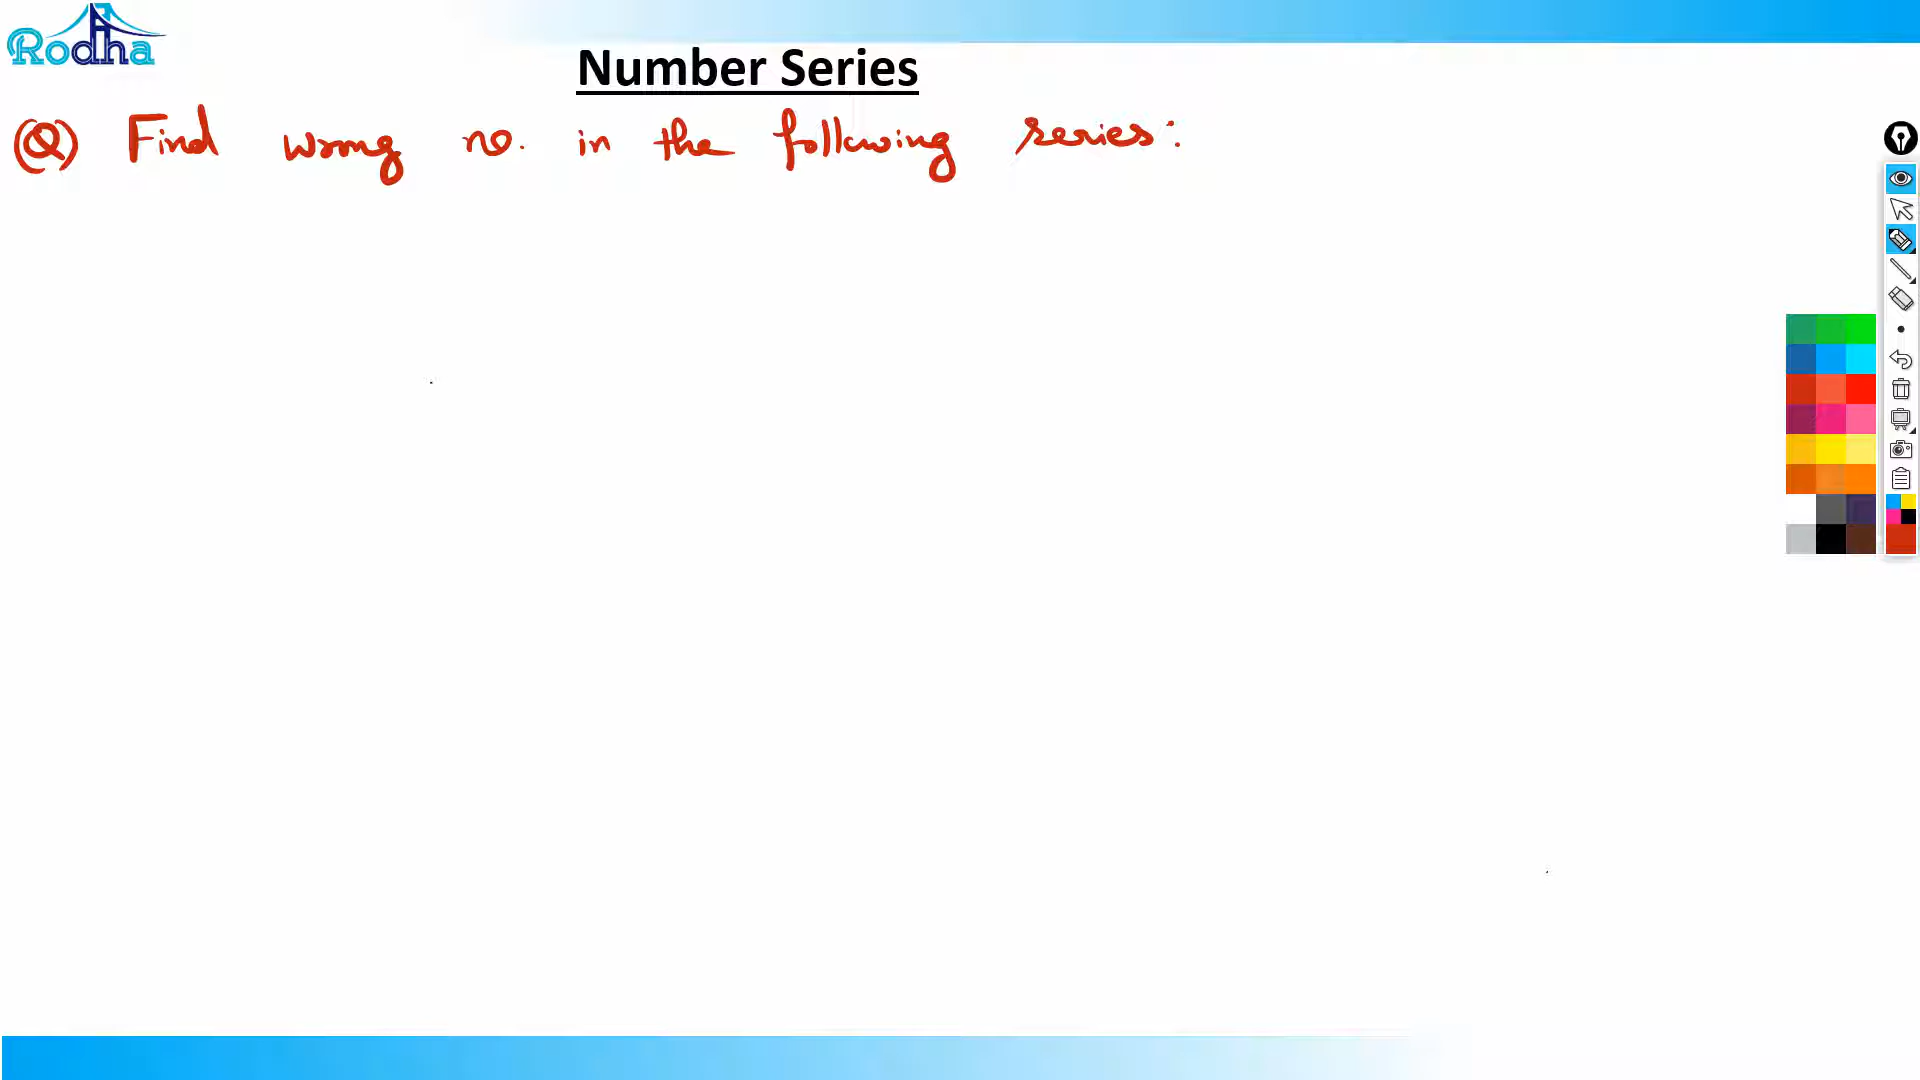 Rodha
Number Series
(Q) Find wrong no. in the following series: